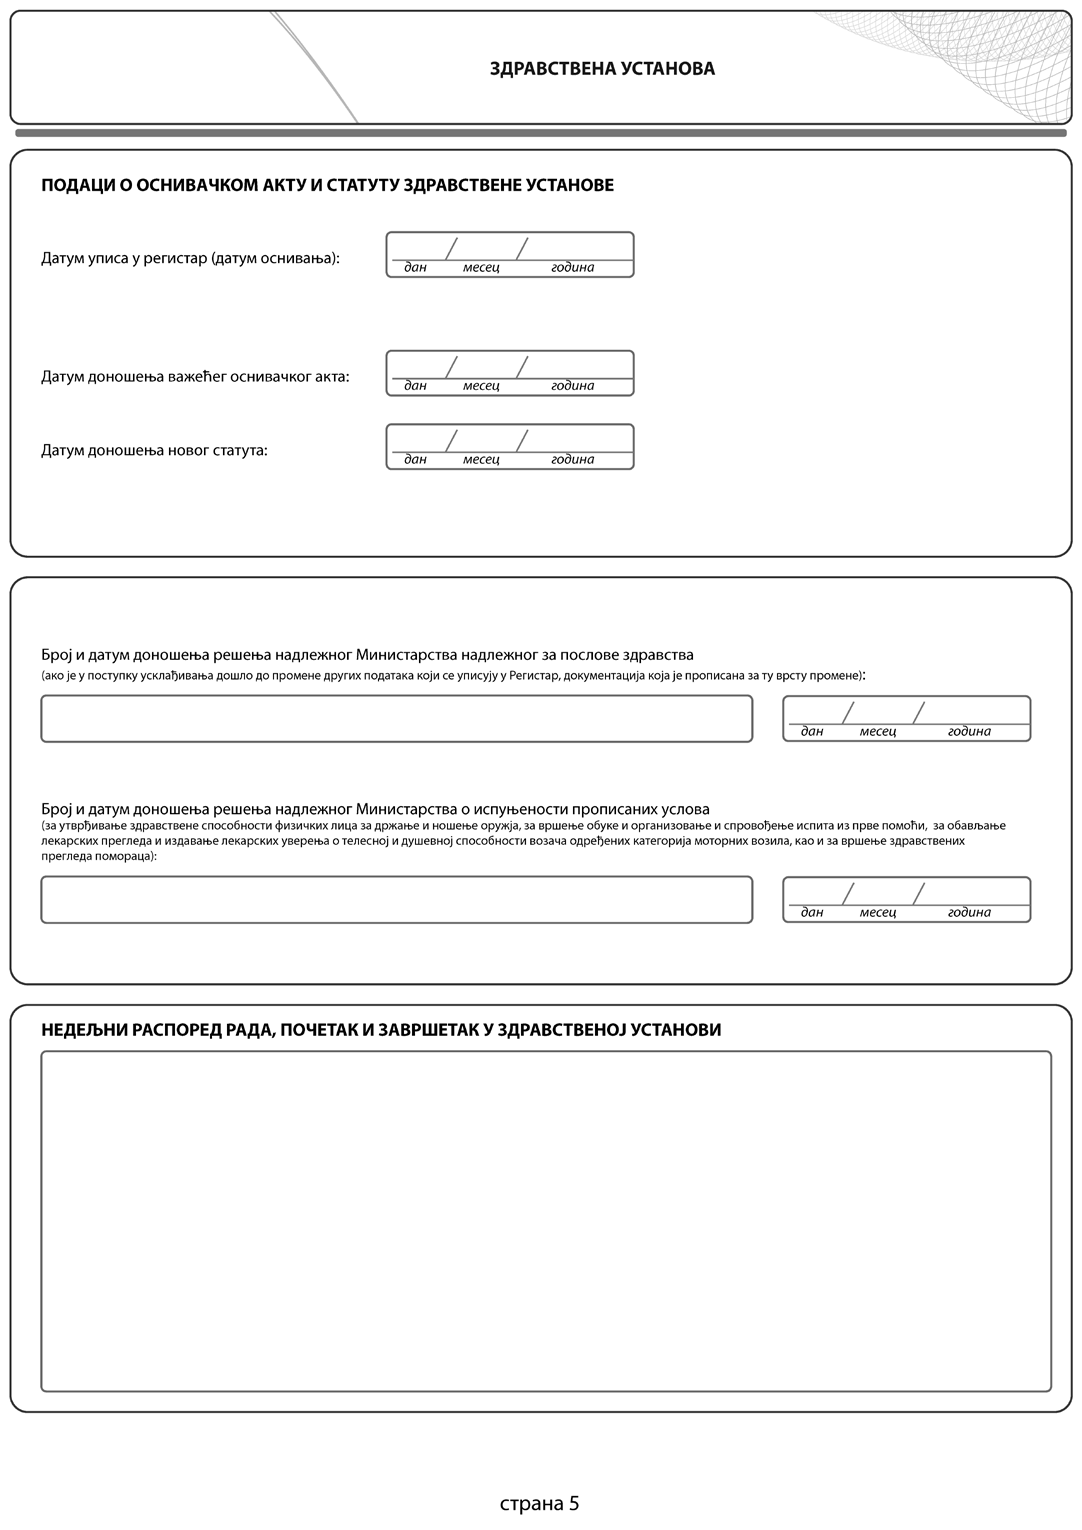 ЗДРАВСТВЕНА УСТАНОВА
ПОДАЦИ О ОСНИВАЧКОМ АКТУ И СТАТУТУ ЗДРАВСТВЕНЕ УСТАНОВЕ
Датум уписа у регистар (датум оснивања):
дан месец година
Датум доношења важећег оснивачког акта:
дан месец година
Датум доношења новог статута:
дан месец година
Број и датум доношења решења надлежног Министарства надлежног за послове здравства
(ако је у поступку усклађивања дошло до промене других података који се уписују у Регистар, документација која је прописана за ту врсту промене):
дан месец година
Број и датум доношења решења надлежног Министарства о испуњености прописаних услова
(за утврђивање здравствене способности физичких лица за држање и ношење оружја, за вршење обуке и организовање и спровођење испита из прве помоћи, за обављање
лекарских прегледа и издавање лекарских уверења о телесној и душевној способности возача одређених категорија моторних возила, као и за вршење здравствених
прегледа помораца):
дан месец година
НЕДЕЉНИ РАСПОРЕД РАДА, ПОЧЕТАК И ЗАВРШЕТАК У ЗДРАВСТВЕНОЈ УСТАНОВИ
страна 5